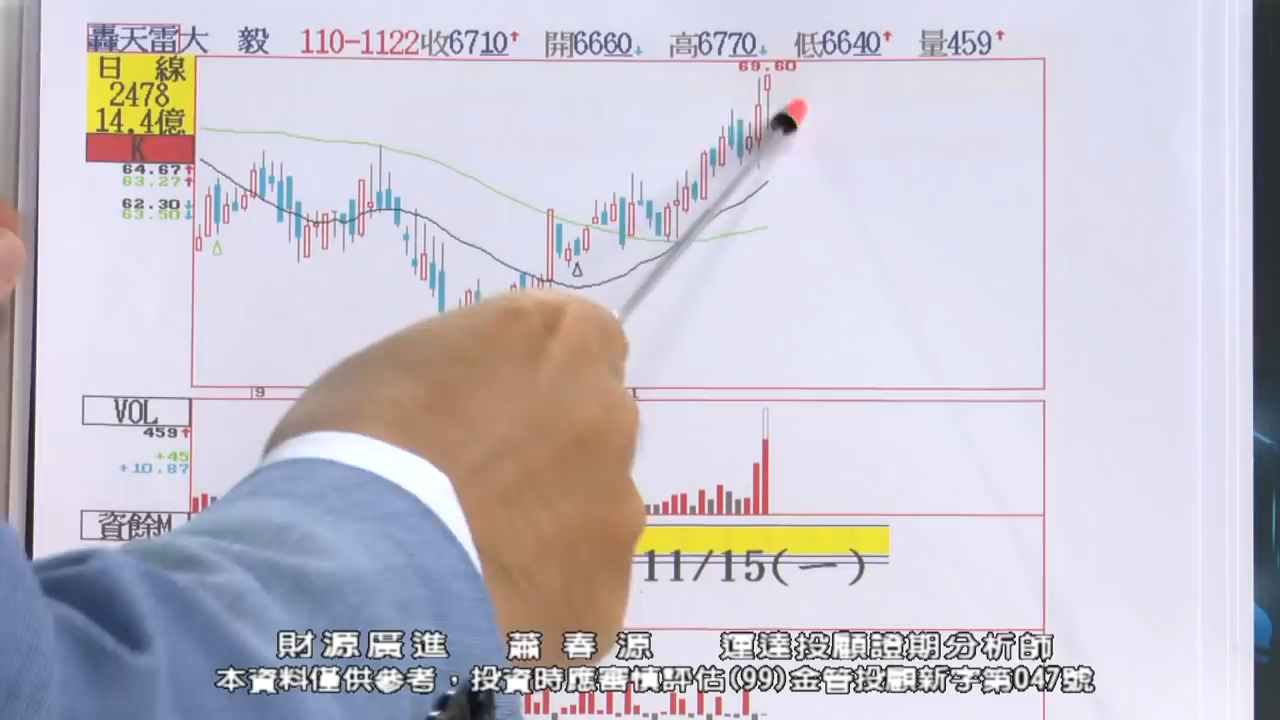 轟天雷大 毅 110-1122收6710↑ 開6660↓ 高6770↓ 低6640↑ 量459↑
日 線
2478
14.4億
K
64.67↑
63.27↑
62.30↓
63.50↓
69.60
9
1
VOL
459↑
+45
+10.87
資餘M
11/15(一)
財源廣進 蕭春源 運達投顧證期分析師
本資料僅供參考,投資時應審慎評估(99)金管投顧新字第047號